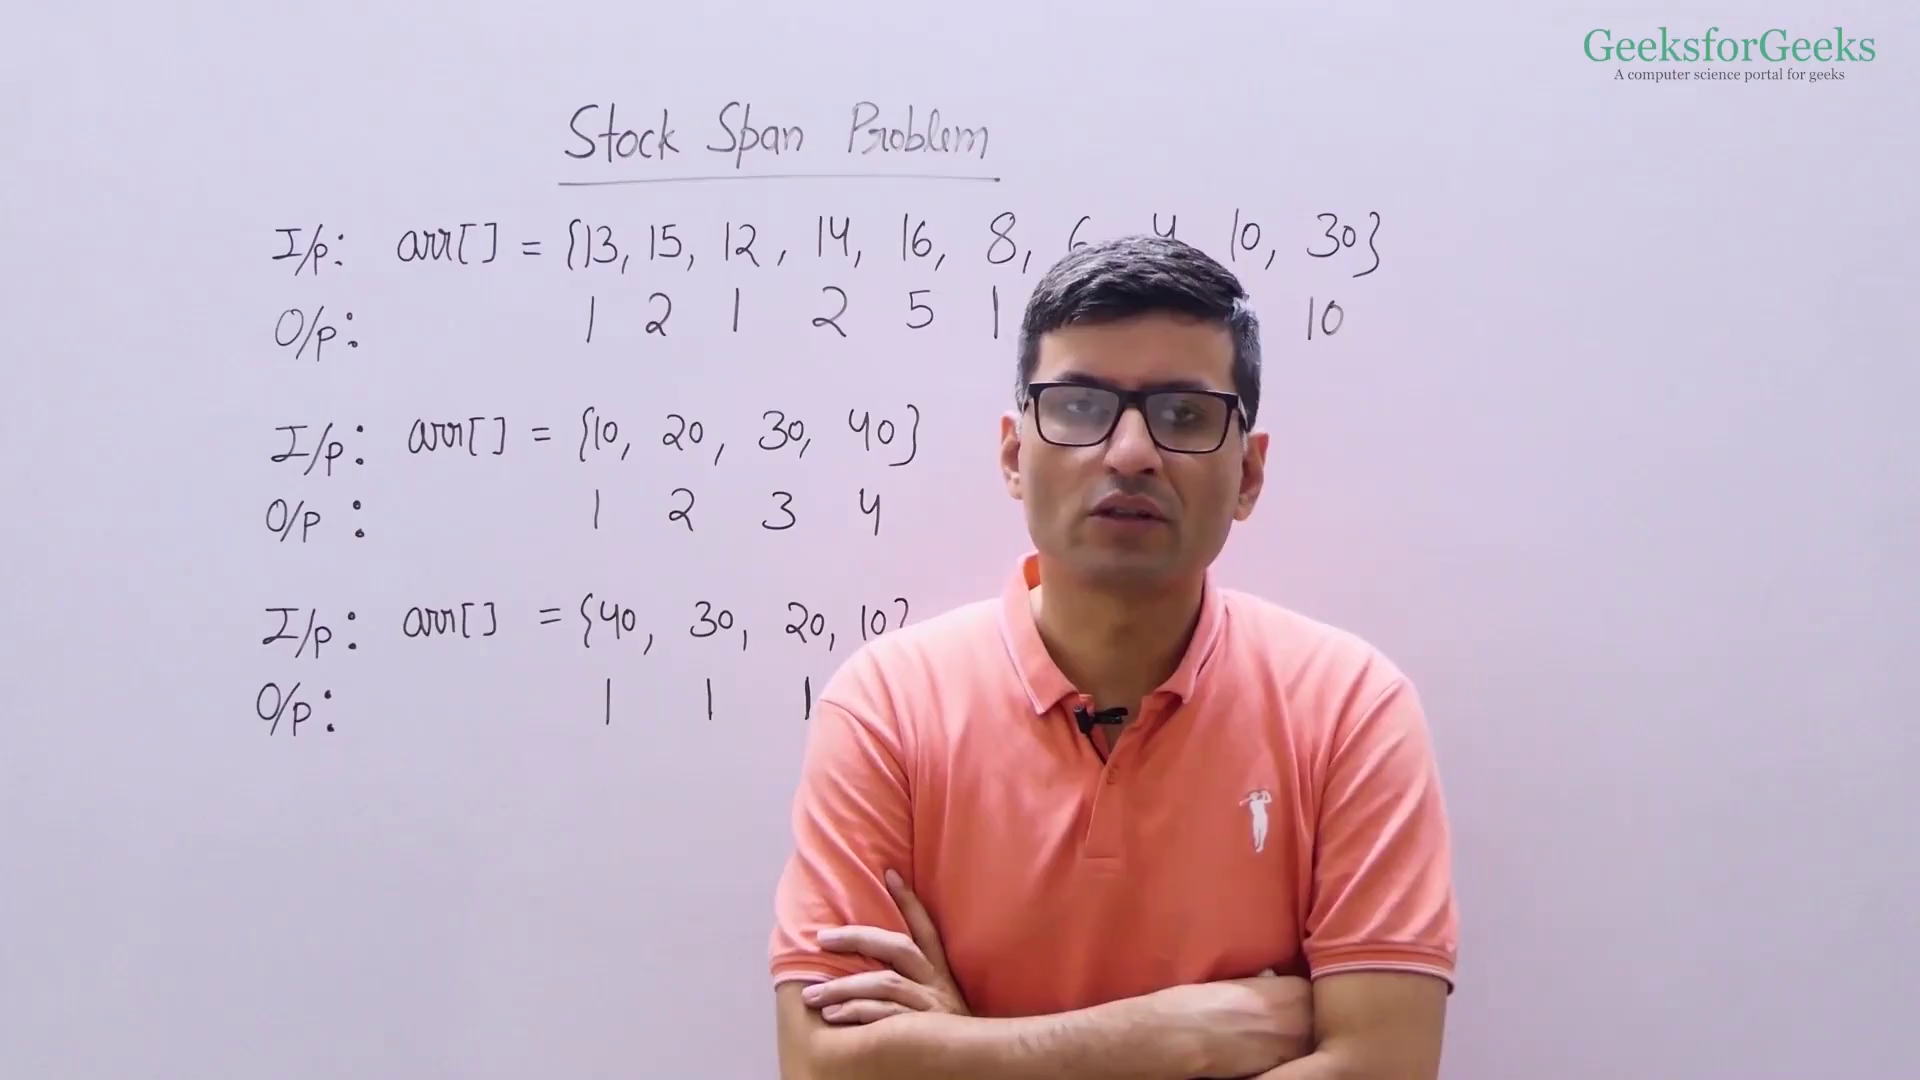 GeeksforGeeks
A computer science portal for geeks
Stock Span Problem
I/p: arr[] = {13, 15, 12, 14, 16, 8, 6 4 10, 30}
O/p: 1 2 1 2 5 1 10
I/p: arr[] = {10, 20, 30, 40}
O/p: 1 2 3 4
I/p: arr[] = {40, 30, 20, 10}
O/p: 1 1 1